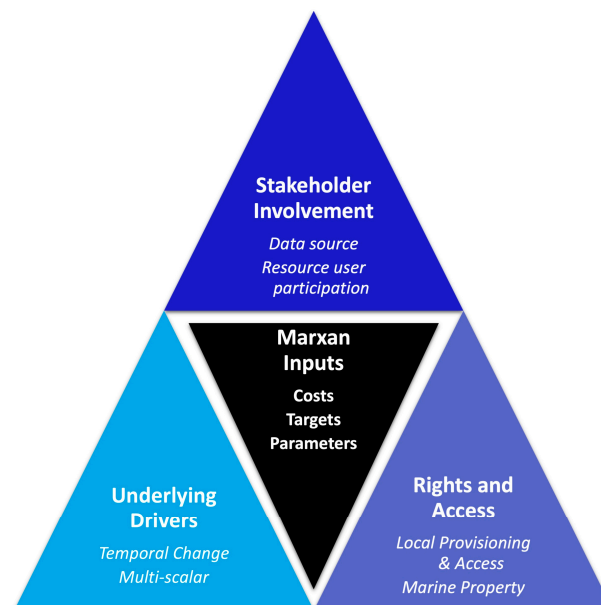 Stakeholder
Involvement
Data source
Resource user
participation
Marxan
Inputs
Costs
Targets
Parameters
Underlying
Drivers
Temporal Change
Multi-scalar
Rights and
Access
Local Provisioning
& Access
Marine Property